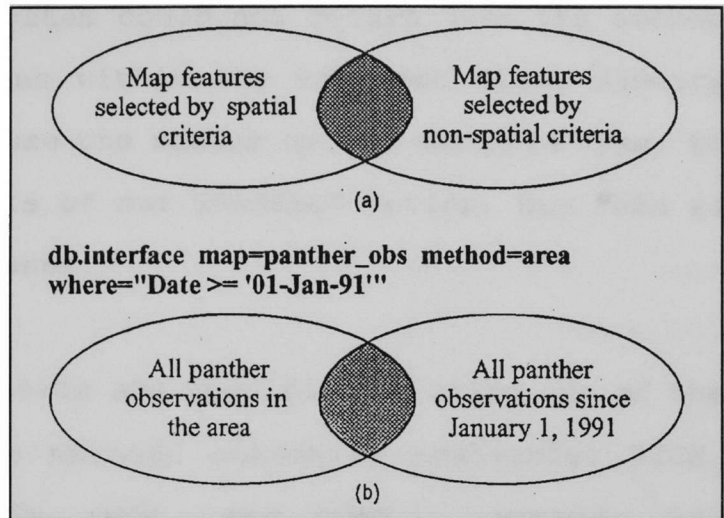 Map features
selected by spatial
criteria
Map features
selected by
non-spatial criteria
(a)
db.interface map=panther_obs method=area
where="Date >= '01-Jan-91'"
All panther
observations in
the area
All panther
observations since
January 1, 1991
(b)